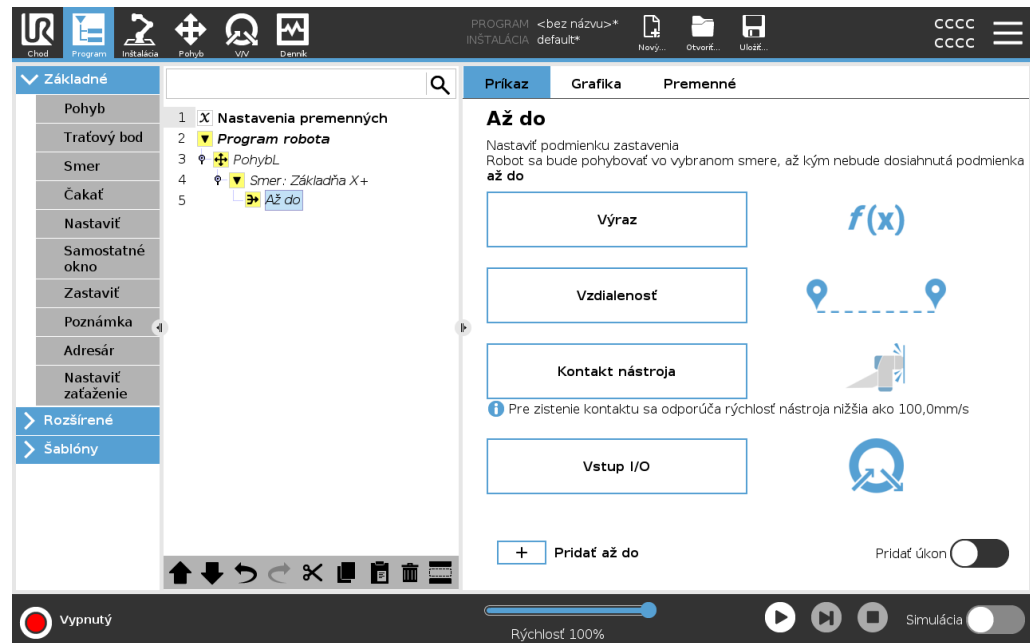 PROGRAM <bez názvu>*
INŠTALÁCIA default*
Chod
Program
Inštalácia
Pohyb
V/V
Denník
Nový...
Otvoriť...
Uložiť...
CCCC
CCCC
Základné
Pohyb
Traťový bod
Smer
Čakať
Nastaviť
Samostatné
okno
Zastaviť
Poznámka
Adresár
Nastaviť
zaťaženie
Rozšírené
Šablóny
1 X Nastavenia premenných
2 Program robota
3 PohybL
4 Smer: Základňa X+
5 Až do
Príkaz Grafika Premenné
Až do
Nastaviť podmienku zastavenia
Robot sa bude pohybovať vo vybranom smere, až kým nebude dosiahnutá podmienka
až do
Výraz
f(x)
Vzdialenosť
Kontakt nástroja
Pre zistenie kontaktu sa odporúča rýchlosť nástroja nižšia ako 100,0mm/s
Vstup I/O
+ Pridať až do
Pridať úkon
Vypnutý
Rýchlosť 100%
Simulácia